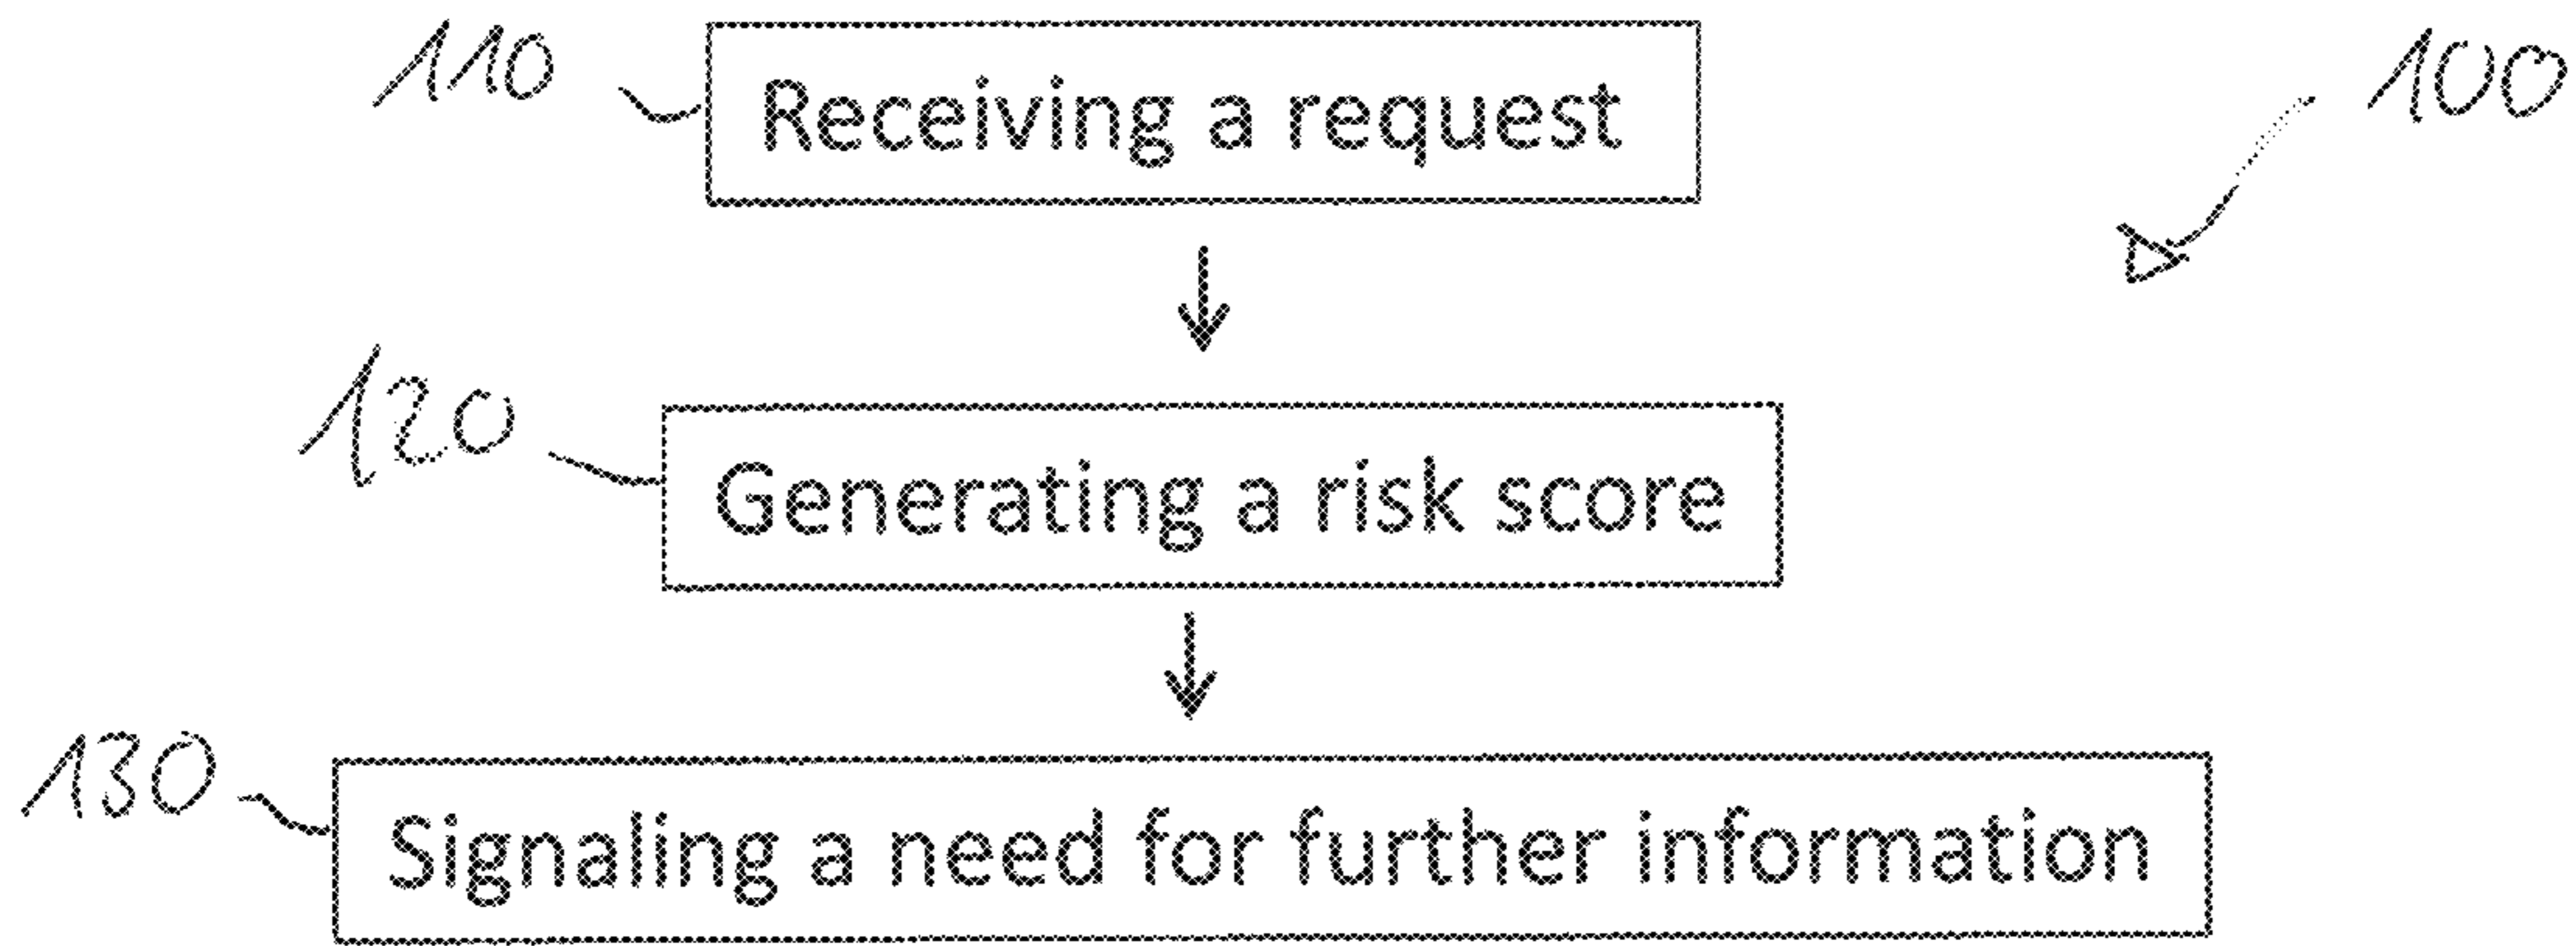 110
Receiving a request
100
120
Generating a risk score
130
Signaling a need for further information